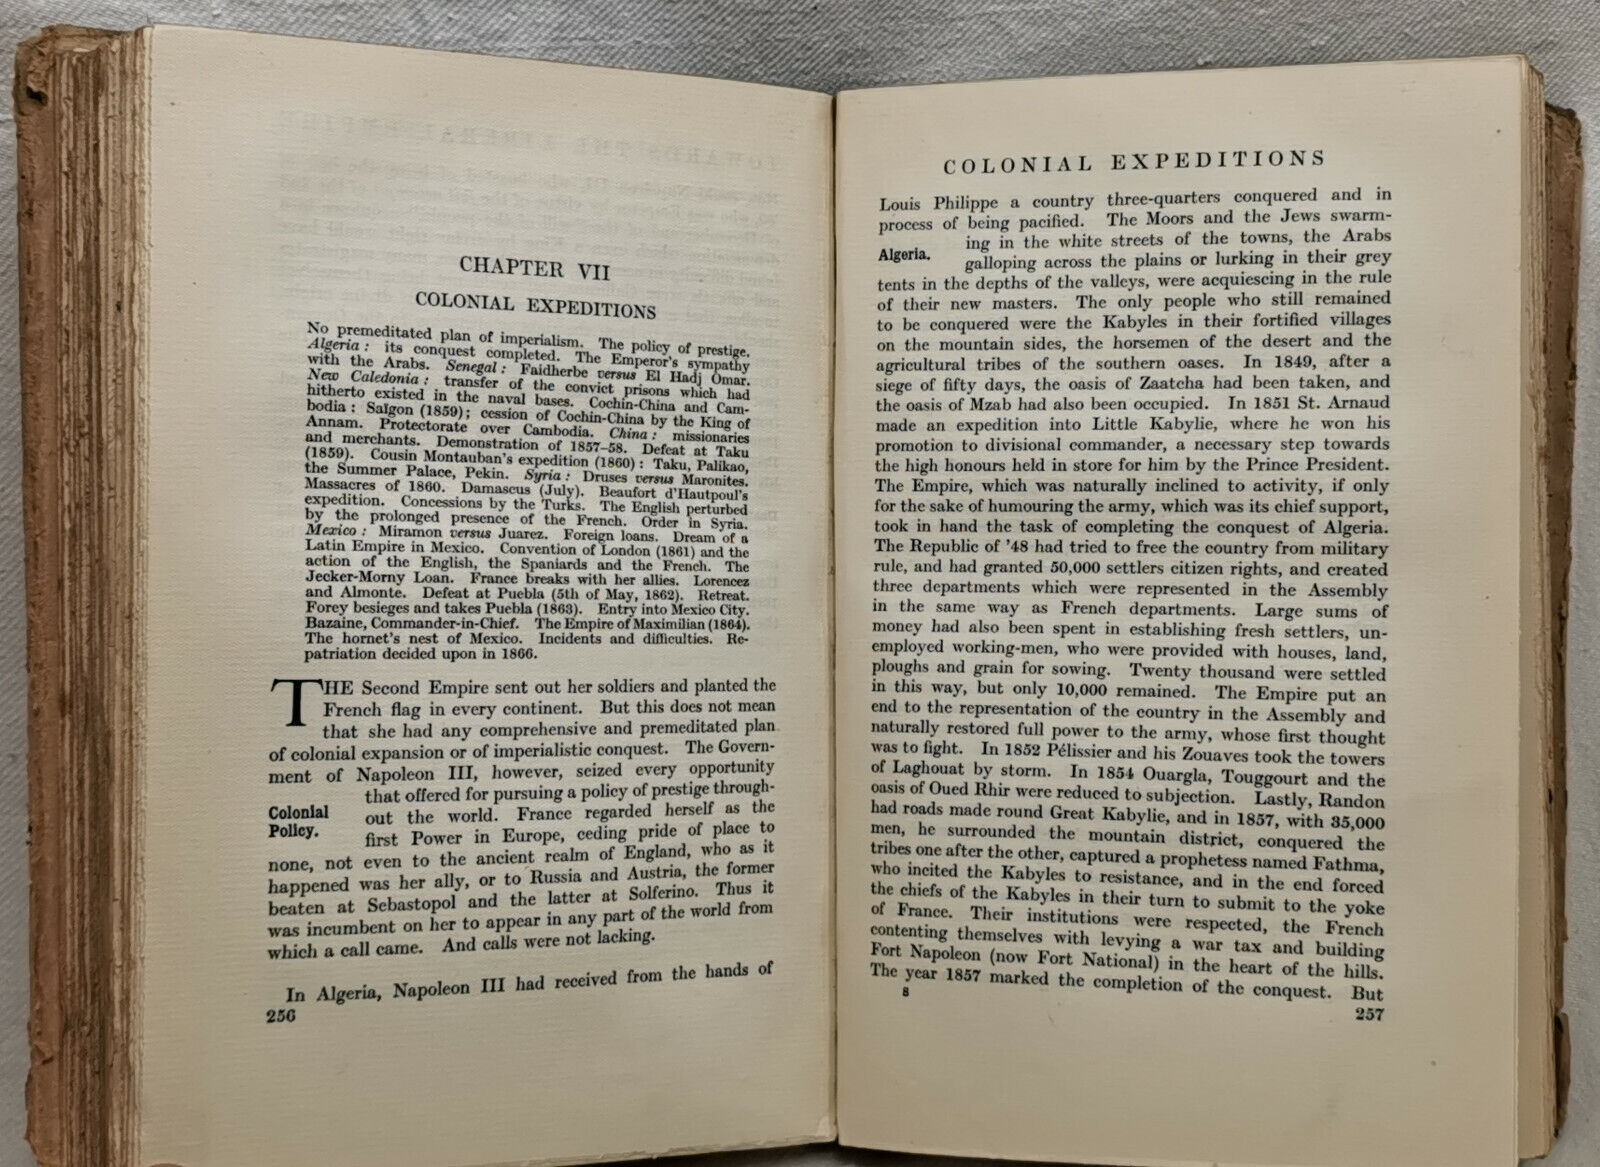 CHAPTER VII
COLONIAL EXPEDITIONS
No premeditated plan of imperialism. The policy of prestige.
Algeria: its conquest completed. The Emperor's sympathy
with the Arabs. Senegal: Faidherbe versus El Hadj Omar.
New Caledonia: transfer of the convict prisons which had
hitherto existed in the naval bases. Cochin-China and Cam-
bodia: Saïgon (1859); cession of Cochin-China by the King of
Annam. Protectorate over Cambodia. China: missionaries
and merchants. Demonstration of 1857-58. Defeat at Taku
(1859). Cousin Montauban's expedition (1860): Taku, Palikao,
the Summer Palace, Pekin. Syria: Druses versus Maronites.
Massacres of 1860. Damascus (July). Beaufort d'Hautpoul's
expedition. Concessions by the Turks. The English perturbed
by the prolonged presence of the French. Order in Syria.
Mexico: Miramon versus Juarez. Foreign loans. Dream of a
Latin Empire in Mexico. Convention of London (1861) and the
action of the English, the Spaniards and the French. The
Jecker-Morny Loan. France breaks with her allies. Lorencez
and Almonte. Defeat at Puebla (5th of May, 1862). Retreat.
Forey besieges and takes Puebla (1863). Entry into Mexico City.
Bazaine, Commander-in-Chief. The Empire of Maximilian (1864).
The hornet's nest of Mexico. Incidents and difficulties. Re-
patriation decided upon in 1866.
THE Second Empire sent out her soldiers and planted the
French flag in every continent. But this does not mean
that she had any comprehensive and premeditated plan
of colonial expansion or of imperialistic conquest. The Govern-
ment of Napoleon III, however, seized every opportunity
that offered for pursuing a policy of prestige through-
Colonial out the world. France regarded herself as the
Policy. first Power in Europe, ceding pride of place to
none, not even to the ancient realm of England, who as it
happened was her ally, or to Russia and Austria, the former
beaten at Sebastopol and the latter at Solferino. Thus it
was incumbent on her to appear in any part of the world from
which a call came. And calls were not lacking.
In Algeria, Napoleon III had received from the hands of
256
COLONIAL EXPEDITIONS
Louis Philippe a country three-quarters conquered and in
process of being pacified. The Moors and the Jews swarm-
ing in the white streets of the towns, the Arabs
Algeria. galloping across the plains or lurking in their grey
tents in the depths of the valleys, were acquiescing in the rule
of their new masters. The only people who still remained
to be conquered were the Kabyles in their fortified villages
on the mountain sides, the horsemen of the desert and the
agricultural tribes of the southern oases. In 1849, after a
siege of fifty days, the oasis of Zaatcha had been taken, and
the oasis of Mzab had also been occupied. In 1851 St. Arnaud
made an expedition into Little Kabylie, where he won his
promotion to divisional commander, a necessary step towards
the high honours held in store for him by the Prince President.
The Empire, which was naturally inclined to activity, if only
for the sake of humouring the army, which was its chief support,
took in hand the task of completing the conquest of Algeria.
The Republic of '48 had tried to free the country from military
rule, and had granted 50,000 settlers citizen rights, and created
three departments which were represented in the Assembly
in the same way as French departments. Large sums of
money had also been spent in establishing fresh settlers, un-
employed working-men, who were provided with houses, land,
ploughs and grain for sowing. Twenty thousand were settled
in this way, but only 10,000 remained. The Empire put an
end to the representation of the country in the Assembly and
naturally restored full power to the army, whose first thought
was to fight. In 1852 Pélissier and his Zouaves took the towers
of Laghouat by storm. In 1854 Ouargla, Touggourt and the
oasis of Oued Rhir were reduced to subjection. Lastly, Randon
had roads made round Great Kabylie, and in 1857, with 35,000
men, he surrounded the mountain district, conquered the
tribes one after the other, captured a prophetess named Fathma,
who incited the Kabyles to resistance, and in the end forced
the chiefs of the Kabyles in their turn to submit to the yoke
of France. Their institutions were respected, the French
contenting themselves with levying a war tax and building
Fort Napoleon (now Fort National) in the heart of the hills.
The year 1857 marked the completion of the conquest. But
S
257